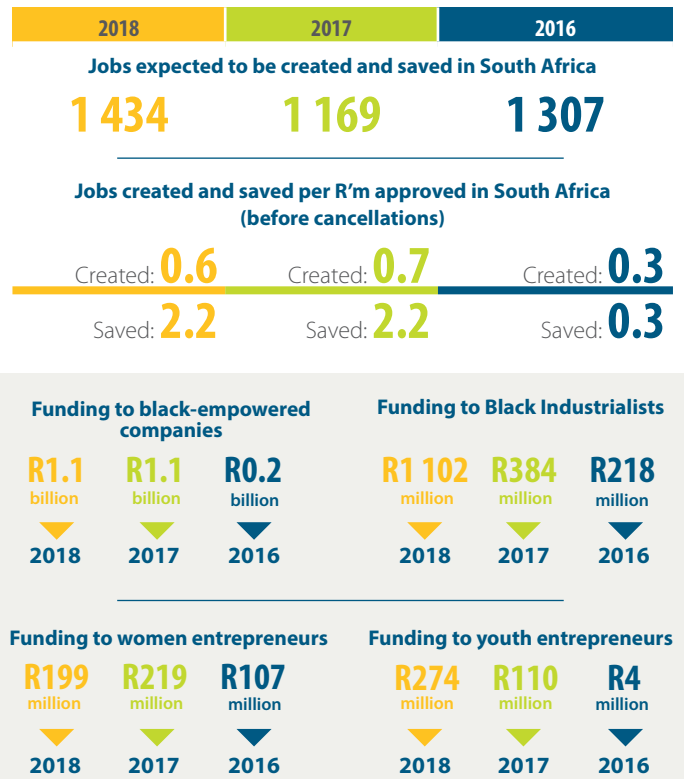 2018 2017 2016
Jobs expected to be created and saved in South Africa
1 434 1 169 1 307
Jobs created and saved per R’m approved in South Africa
(before cancellations)
Created: 0.6 Created: 0.7 Created: 0.3
Saved: 2.2 Saved: 2.2 Saved: 0.3
Funding to black-empowered
companies
R1.1 R1.1 R0.2
billion billion billion
2018 2017 2016
Funding to Black Industrialists
R1 102 R384 R218
million million million
2018 2017 2016
Funding to women entrepreneurs
R199 R219 R107
million million million
2018 2017 2016
Funding to youth entrepreneurs
R274 R110 R4
million million million
2018 2017 2016